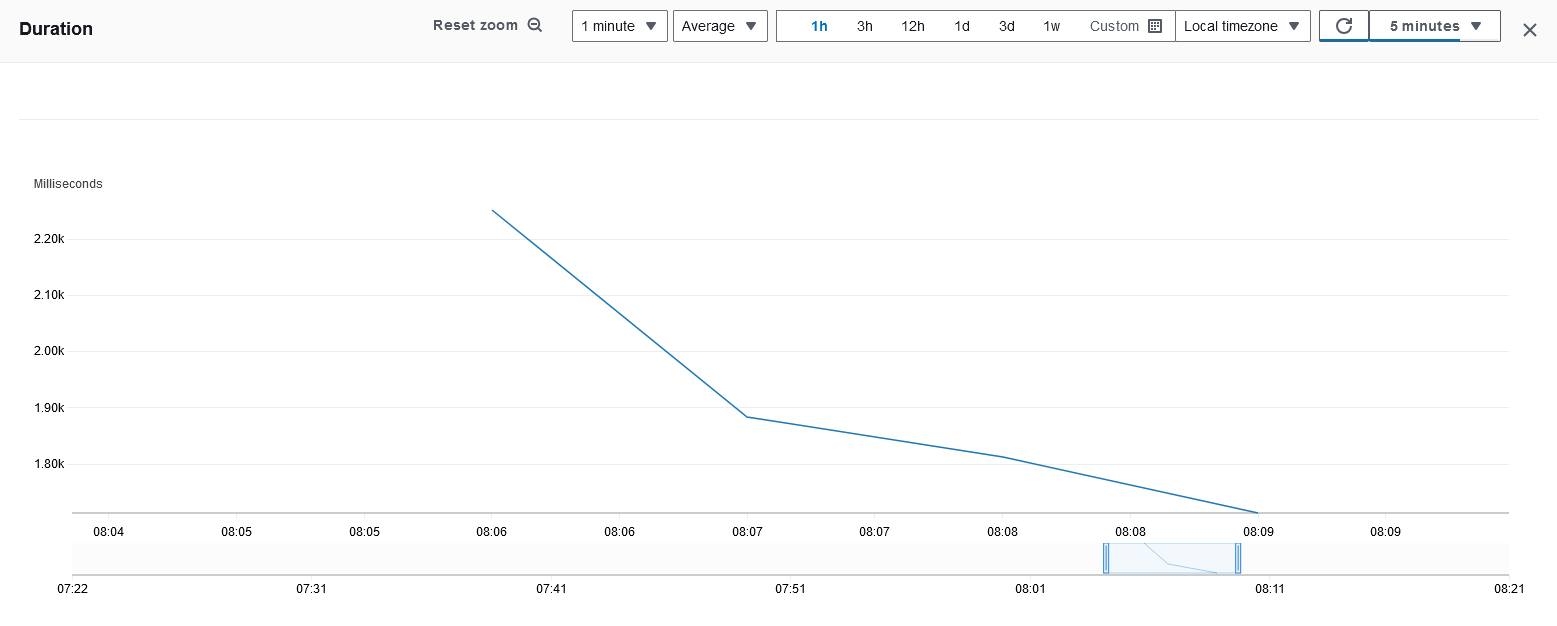 Duration
Reset zoom
1 minute
Average
1h 3h 12h 1d 3d 1w Custom
Local timezone
5 minutes
Milliseconds
2.20k
2.10k
2.00k
1.90k
1.80k
08:04 08:05 08:05 08:06 08:06 08:07 08:07 08:08 08:08 08:09 08:09
07:22 07:31 07:41 07:51 08:01 08:11 08:21